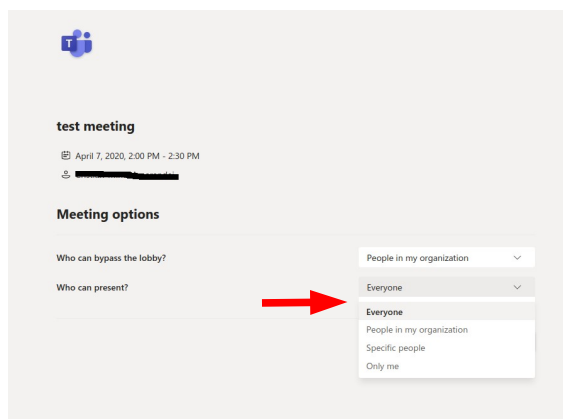 T
test meeting
April 7, 2020, 2:00 PM - 2:30 PM
Meeting options
Who can bypass the lobby? People in my organization
Who can present? Everyone
Everyone
People in my organization
Specific people
Only me